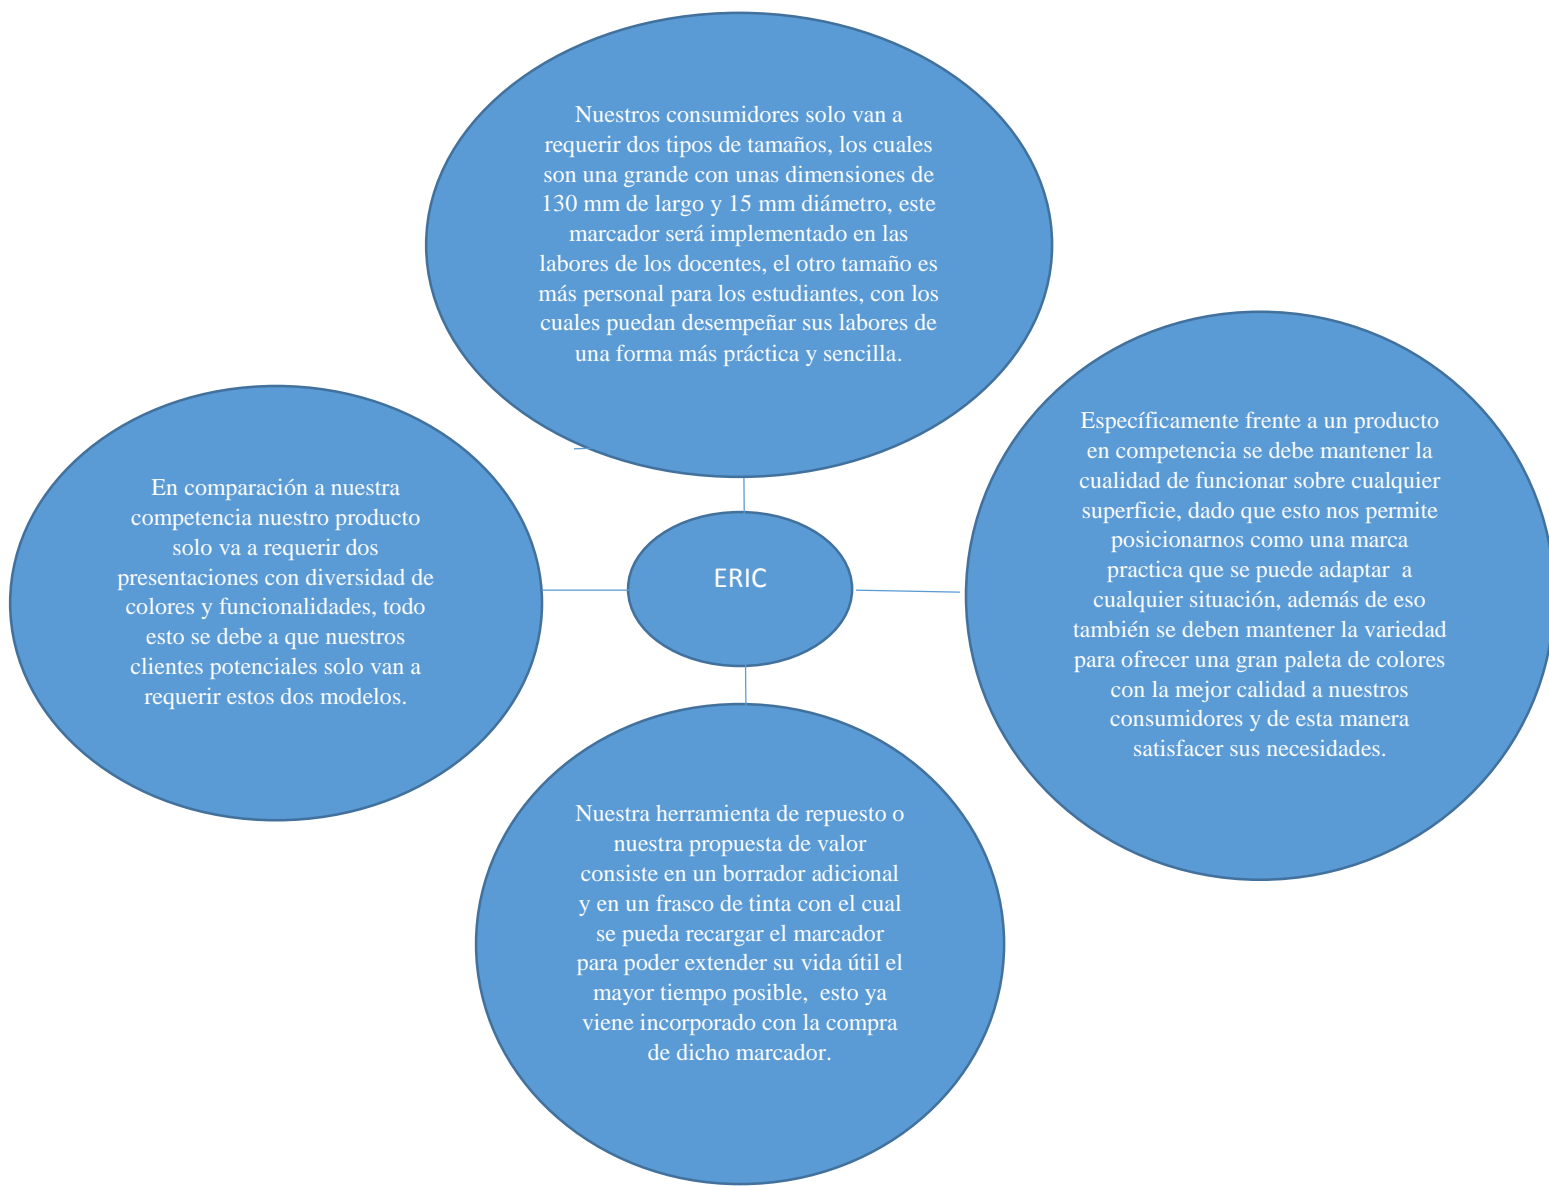 Nuestros consumidores solo van a
requerir dos tipos de tamaños, los cuales
son una grande con unas dimensiones de
130 mm de largo y 15 mm diámetro, este
marcador será implementado en las
labores de los docentes, el otro tamaño es
más personal para los estudiantes, con los
cuales puedan desempeñar sus labores de
una forma más práctica y sencilla.
En comparación a nuestra
competencia nuestro producto
solo va a requerir dos
presentaciones con diversidad de
colores y funcionalidades, todo
esto se debe a que nuestros
clientes potenciales solo van a
requerir estos dos modelos.
ERIC
Específicamente frente a un producto
en competencia se debe mantener la
cualidad de funcionar sobre cualquier
superficie, dado que esto nos permite
posicionarnos como una marca
practica que se puede adaptar  a
cualquier situación, además de eso
también se deben mantener la variedad
para ofrecer una gran paleta de colores
con la mejor calidad a nuestros
consumidores y de esta manera
satisfacer sus necesidades.
Nuestra herramienta de repuesto o
nuestra propuesta de valor
consiste en un borrador adicional
y en un frasco de tinta con el cual
se pueda recargar el marcador
para poder extender su vida útil el
mayor tiempo posible,  esto ya
viene incorporado con la compra
de dicho marcador.